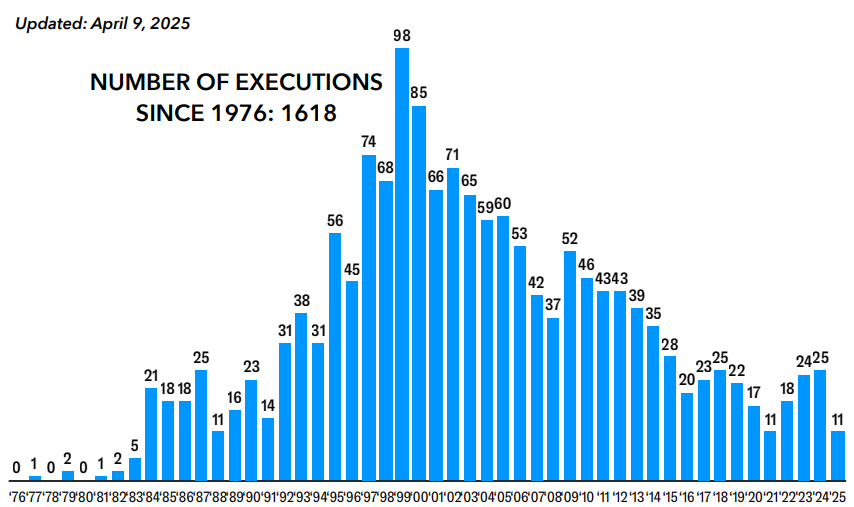 Updated: April 9, 2025
NUMBER OF EXECUTIONS
SINCE 1976: 1618
0 1 0 2 0 1 2 5 21 18 18 25 11 16 23 14 31 38 31 56 45 74 68 98 85 66 71 65 59 60 53 42 37 52 46 43 43 39 35 28 20 23 25 22 17 11 18 24 25 11
‘76 ‘77 ‘78 ‘79 ‘80 ‘81 ‘82 ‘83 ‘84 ‘85 ‘86 ‘87 ‘88 ‘89 ‘90 ‘91 ‘92 ‘93 ‘94 ‘95 ‘96 ‘97 ‘98 ‘99 ‘00 ‘01 ‘02 ‘03 ‘04 ‘05 ‘06 ‘07 ‘08 ‘09 ‘10 ‘11 ‘12 ‘13 ‘14 ‘15 ‘16 ‘17 ‘18 ‘19 ‘20 ‘21 ‘22 ‘23 ‘24 ‘25